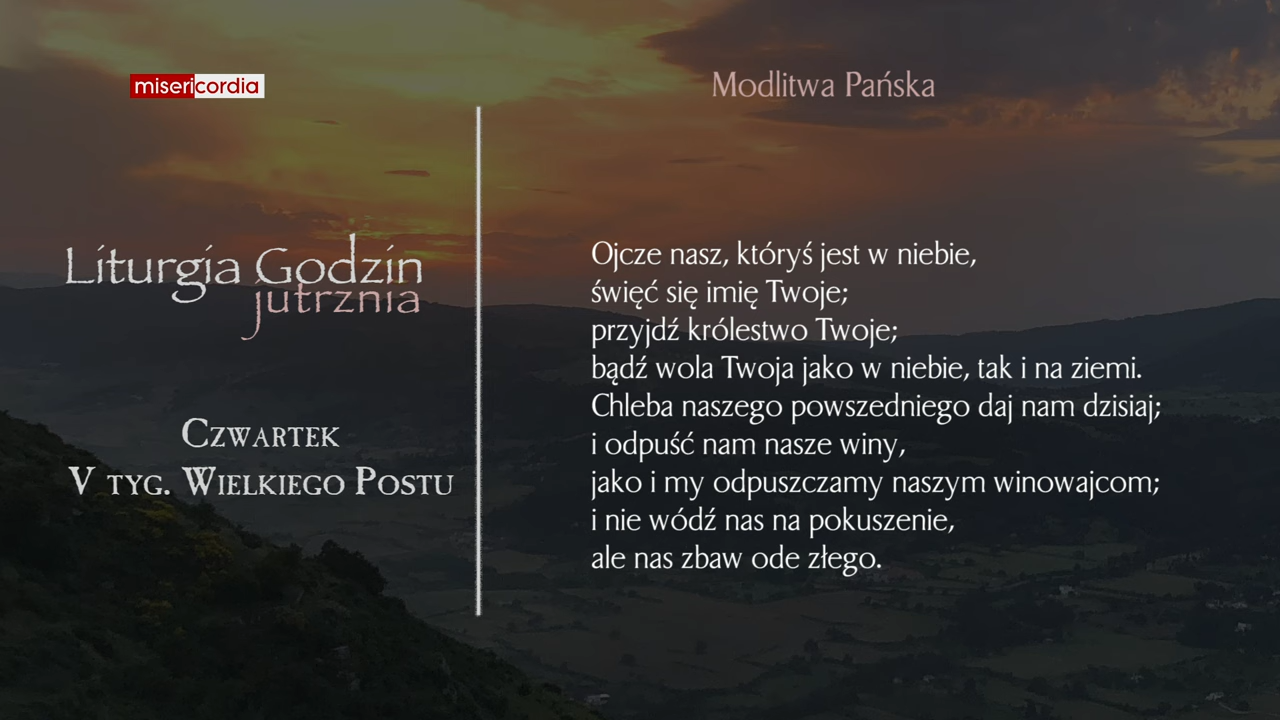 misericordia
Liturgia Godzin
jutrznia
Czwartek
V tyg. Wielkiego Postu
Modlitwa Pańska
Ojcze nasz, któryś jest w niebie,
święć się imię Twoje;
przyjdź królestwo Twoje;
bądź wola Twoja jako w niebie, tak i na ziemi.
Chleba naszego powszedniego daj nam dzisiaj;
i odpuść nam nasze winy,
jako i my odpuszczamy naszym winowajcom;
i nie wódź nas na pokuszenie,
ale nas zbaw ode złego.